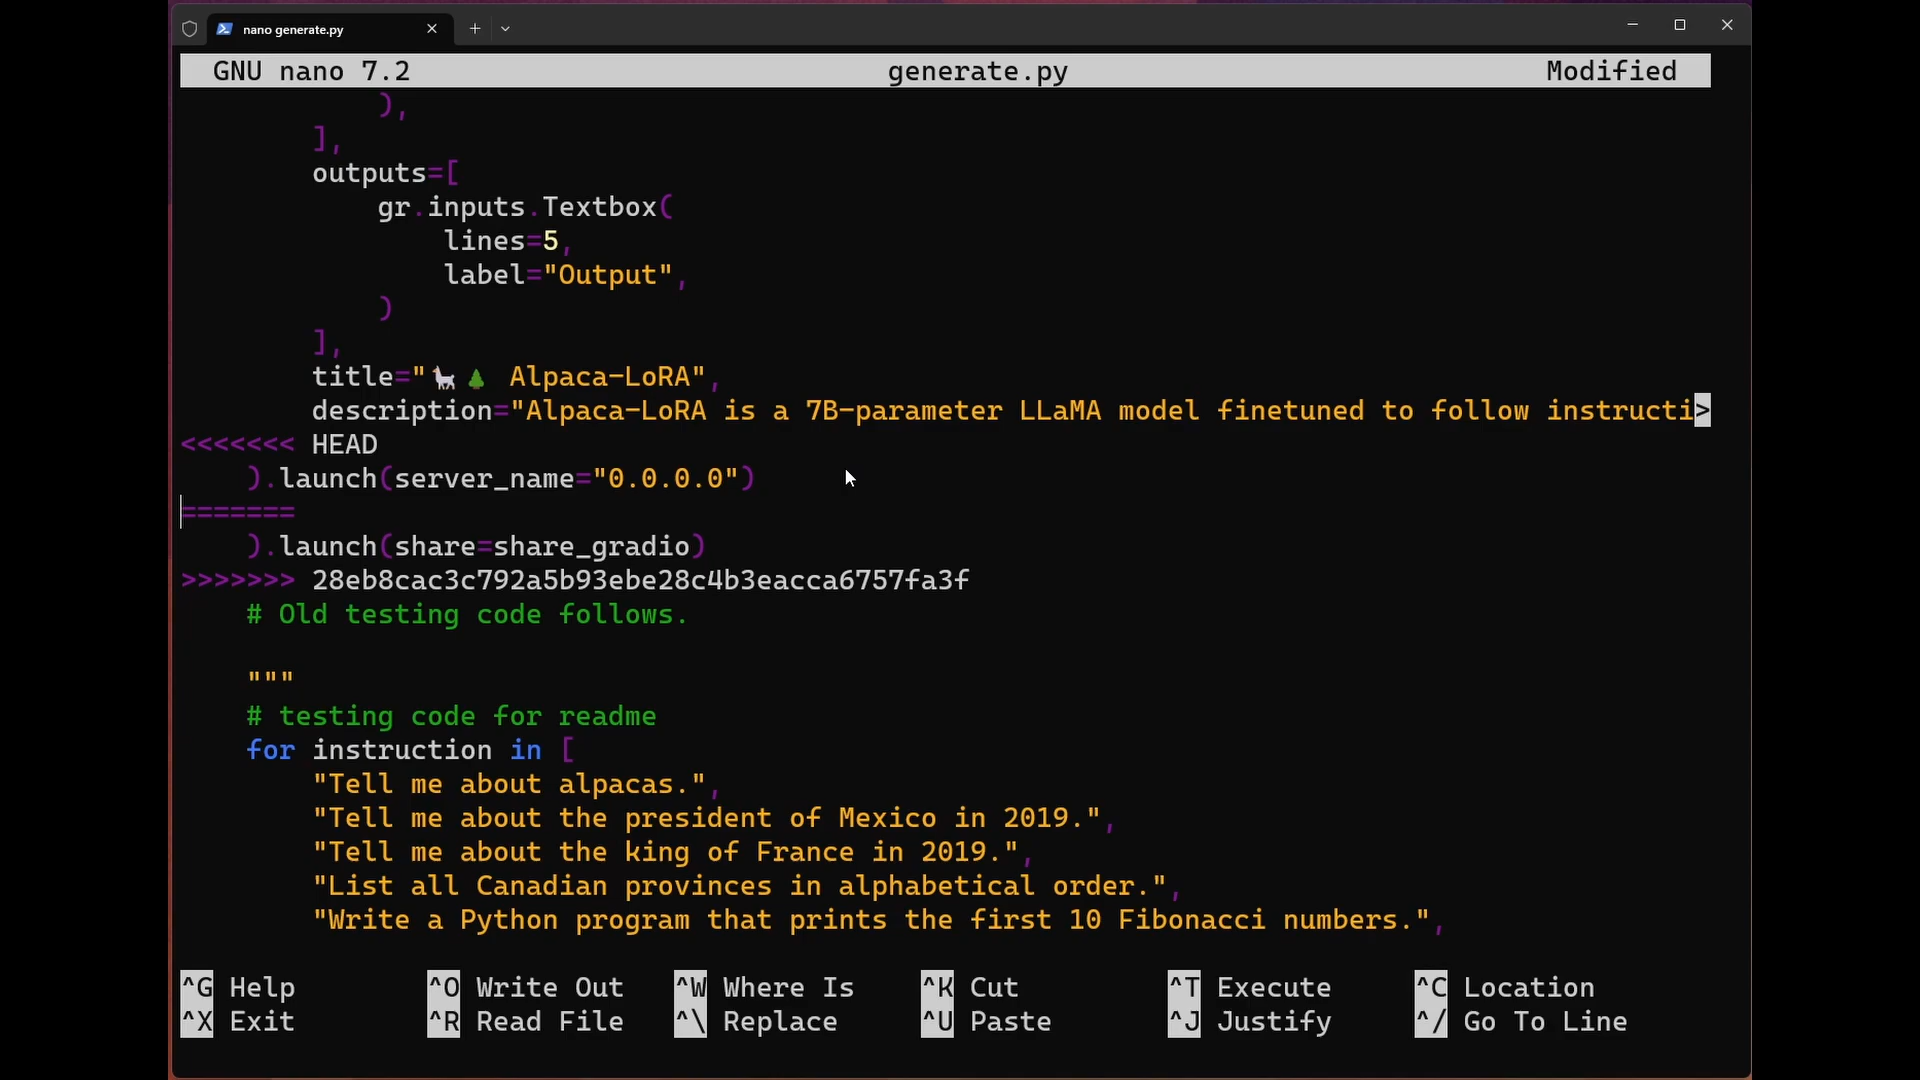 nano generate.py
GNU nano 7.2 generate.py Modified
),
],
outputs=[
gr.inputs.Textbox(
lines=5,
label="Output",
)
],
title="🦙🌲 Alpaca-LoRA",
description="Alpaca-LoRA is a 7B-parameter LLaMA model finetuned to follow instructi>
<<<<<<< HEAD
).launch(server_name="0.0.0.0")
=======
).launch(share=share_gradio)
>>>>>>> 28eb8cac3c792a5b93ebe28c4b3eacca6757fa3f
# Old testing code follows.
"""
# testing code for readme
for instruction in [
"Tell me about alpacas.",
"Tell me about the president of Mexico in 2019.",
"Tell me about the king of France in 2019.",
"List all Canadian provinces in alphabetical order.",
"Write a Python program that prints the first 10 Fibonacci numbers.",
^G Help ^O Write Out ^W Where Is ^K Cut ^T Execute ^C Location
^X Exit ^R Read File ^\ Replace ^U Paste ^J Justify ^/ Go To Line